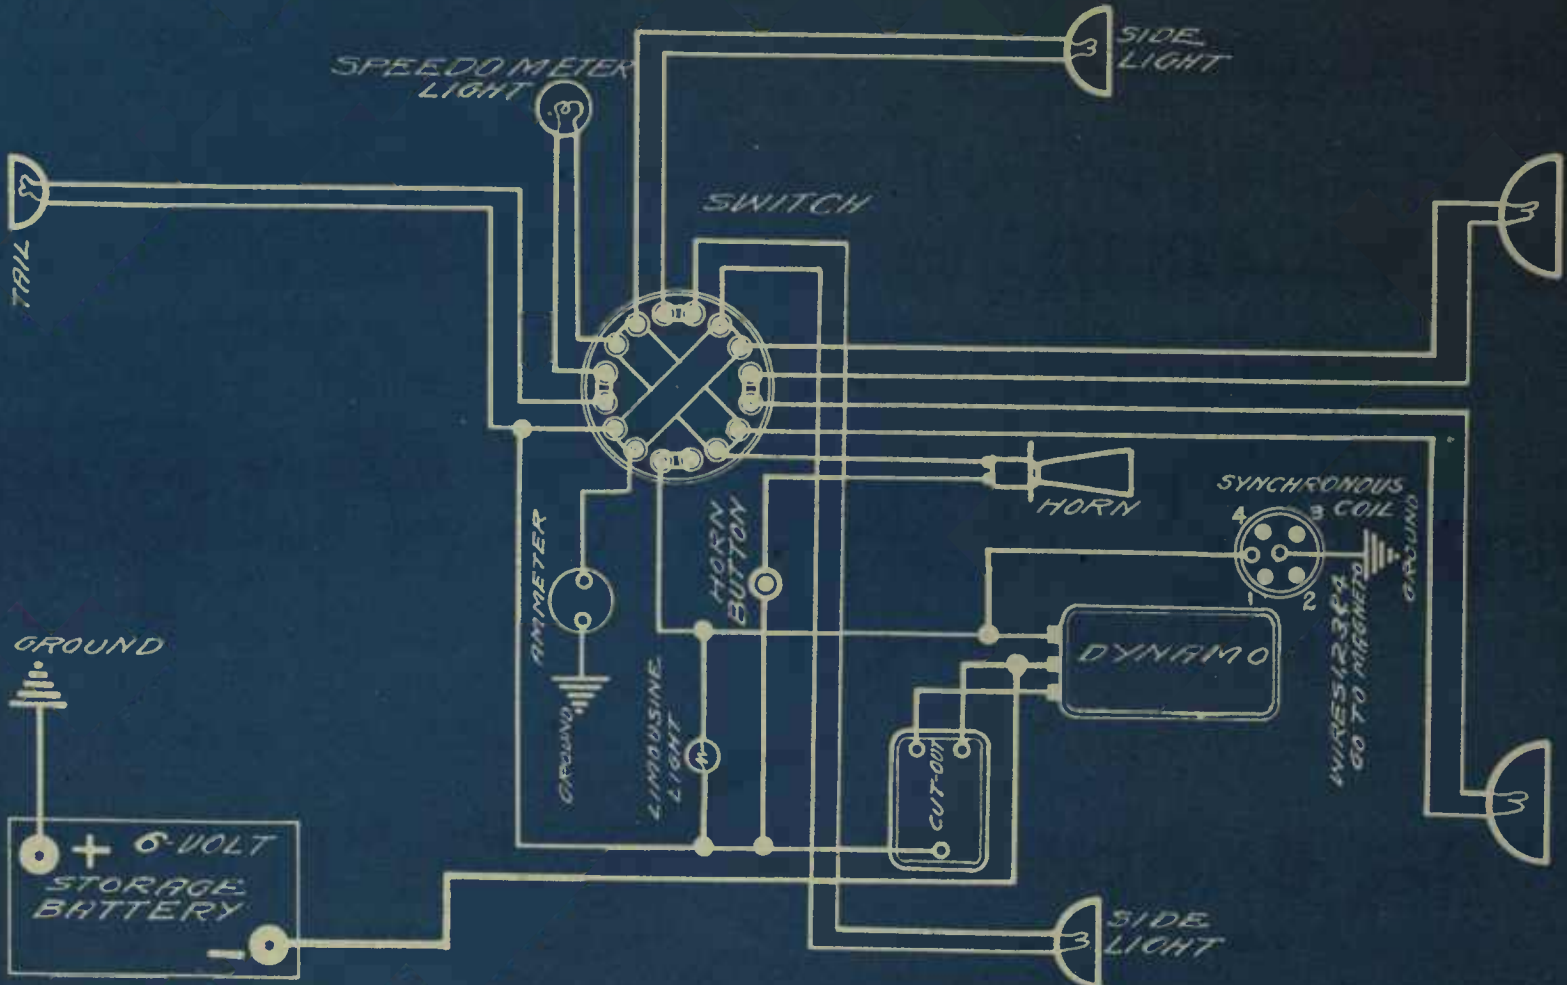 SIDE
LIGHT
SPEEDOMETER
LIGHT
SWITCH
TAIL
SYNCHRONOUS
COIL
4
3
1
2
GROUND
HORN
HORN
BUTTON
AMMETER
WIRES 1 2 3 & 4
GO TO MAGNETO
DYNAMO
GROUND
GROUND
LIMOUSINE
LIGHT
CUT-OUT
+ 6-VOLT
STORAGE
BATTERY
-
SIDE
LIGHT